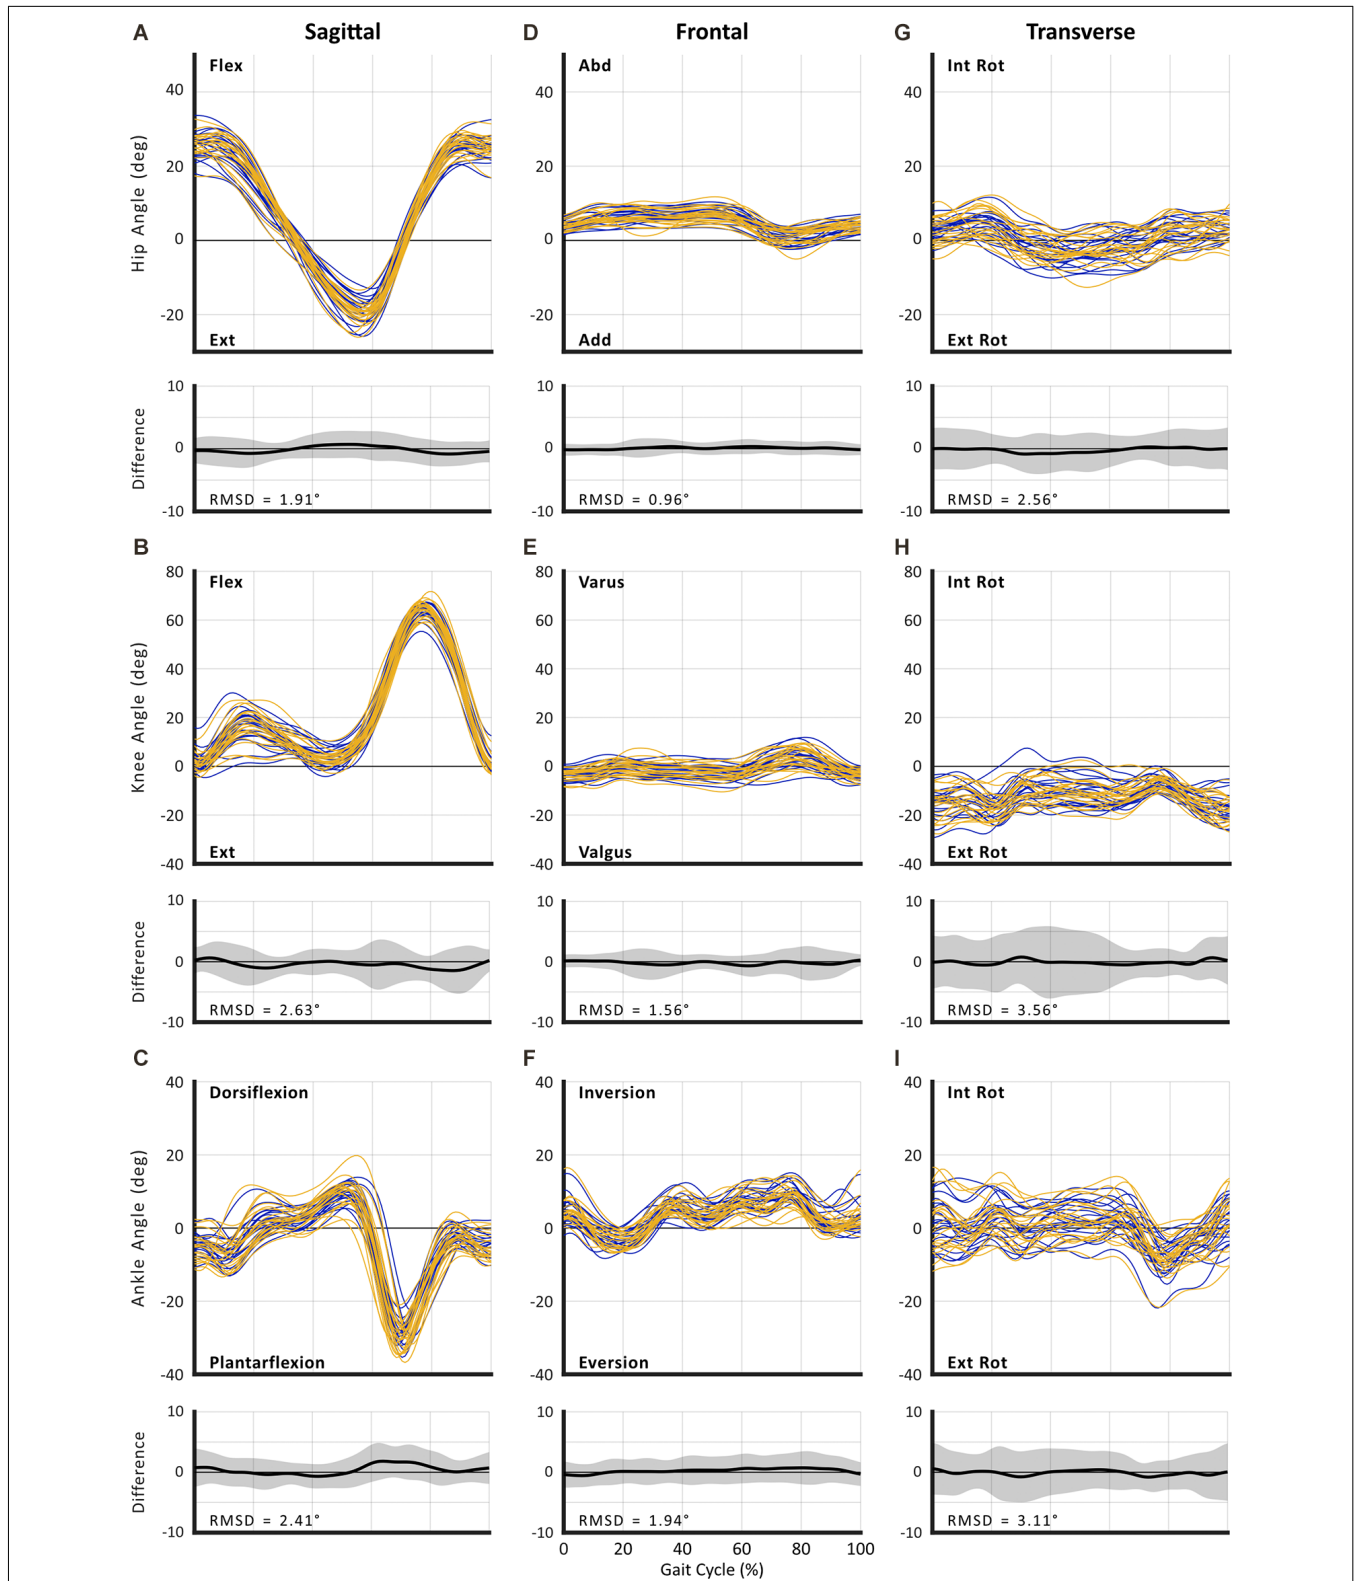 A Sagittal D Frontal G Transverse
Flex Abd Int Rot
40 40 40
Hip Angle (deg)
20 20 20
0 0 0
-20 -20 -20
Ext Add Ext Rot
10 10 10
Difference
0 0 0
RMSD = 1.91° RMSD = 0.96° RMSD = 2.56°
-10 -10 -10
B E H
80 80 80
Flex Varus Int Rot
60 60 60
Knee Angle (deg)
40 40 40
20 20 20
0 0 0
-20 -20 -20
Ext Valgus Ext Rot
-40 -40 -40
10 10 10
Difference
0 0 0
RMSD = 2.63° RMSD = 1.56° RMSD = 3.56°
-10 -10 -10
C F I
40 40 40
Dorsiflexion Inversion Int Rot
20 20 20
Ankle Angle (deg)
0 0 0
-20 -20 -20
Plantarflexion Eversion Ext Rot
-40 -40 -40
10 10 10
Difference
0 0 0
RMSD = 2.41° RMSD = 1.94° RMSD = 3.11°
-10 -10 -10
0 20 40 60 80 100
Gait Cycle (%)